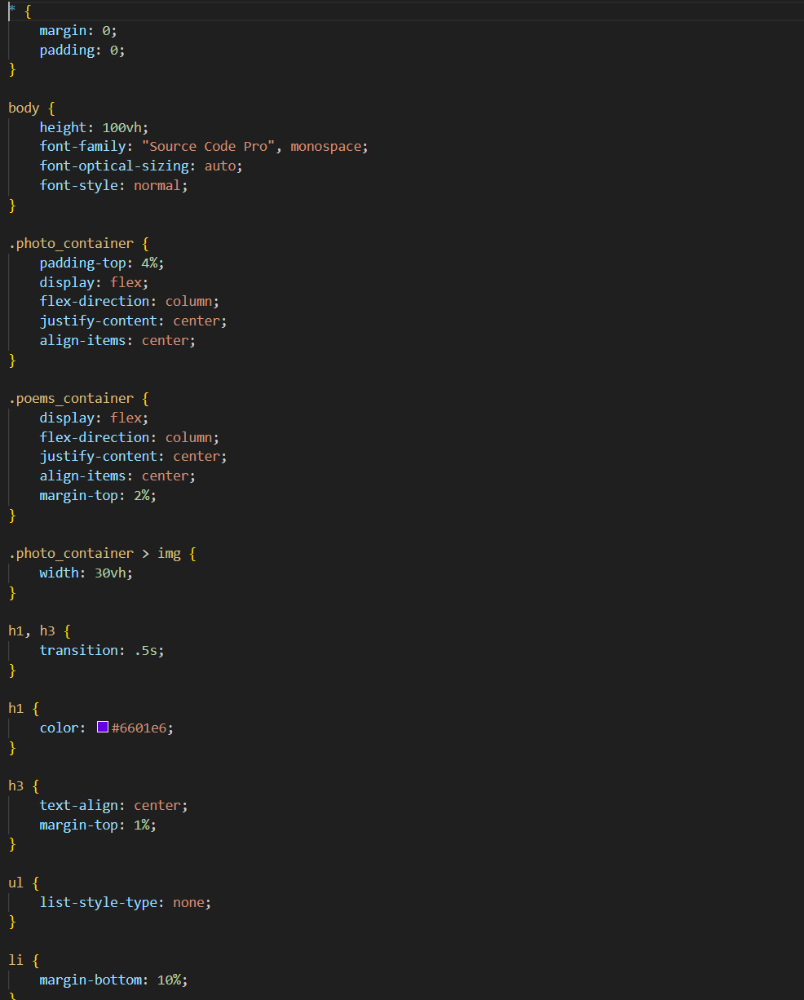 * {
    margin: 0;
    padding: 0;
}

body {
    height: 100vh;
    font-family: "Source Code Pro", monospace;
    font-optical-sizing: auto;
    font-style: normal;
}

.photo_container {
    padding-top: 4%;
    display: flex;
    flex-direction: column;
    justify-content: center;
    align-items: center;
}

.poems_container {
    display: flex;
    flex-direction: column;
    justify-content: center;
    align-items: center;
    margin-top: 2%;
}

.photo_container > img {
    width: 30vh;
}

h1, h3 {
    transition: .5s;
}

h1 {
    color: #6601e6;
}

h3 {
    text-align: center;
    margin-top: 1%;
}

ul {
    list-style-type: none;
}

li {
    margin-bottom: 10%;
}